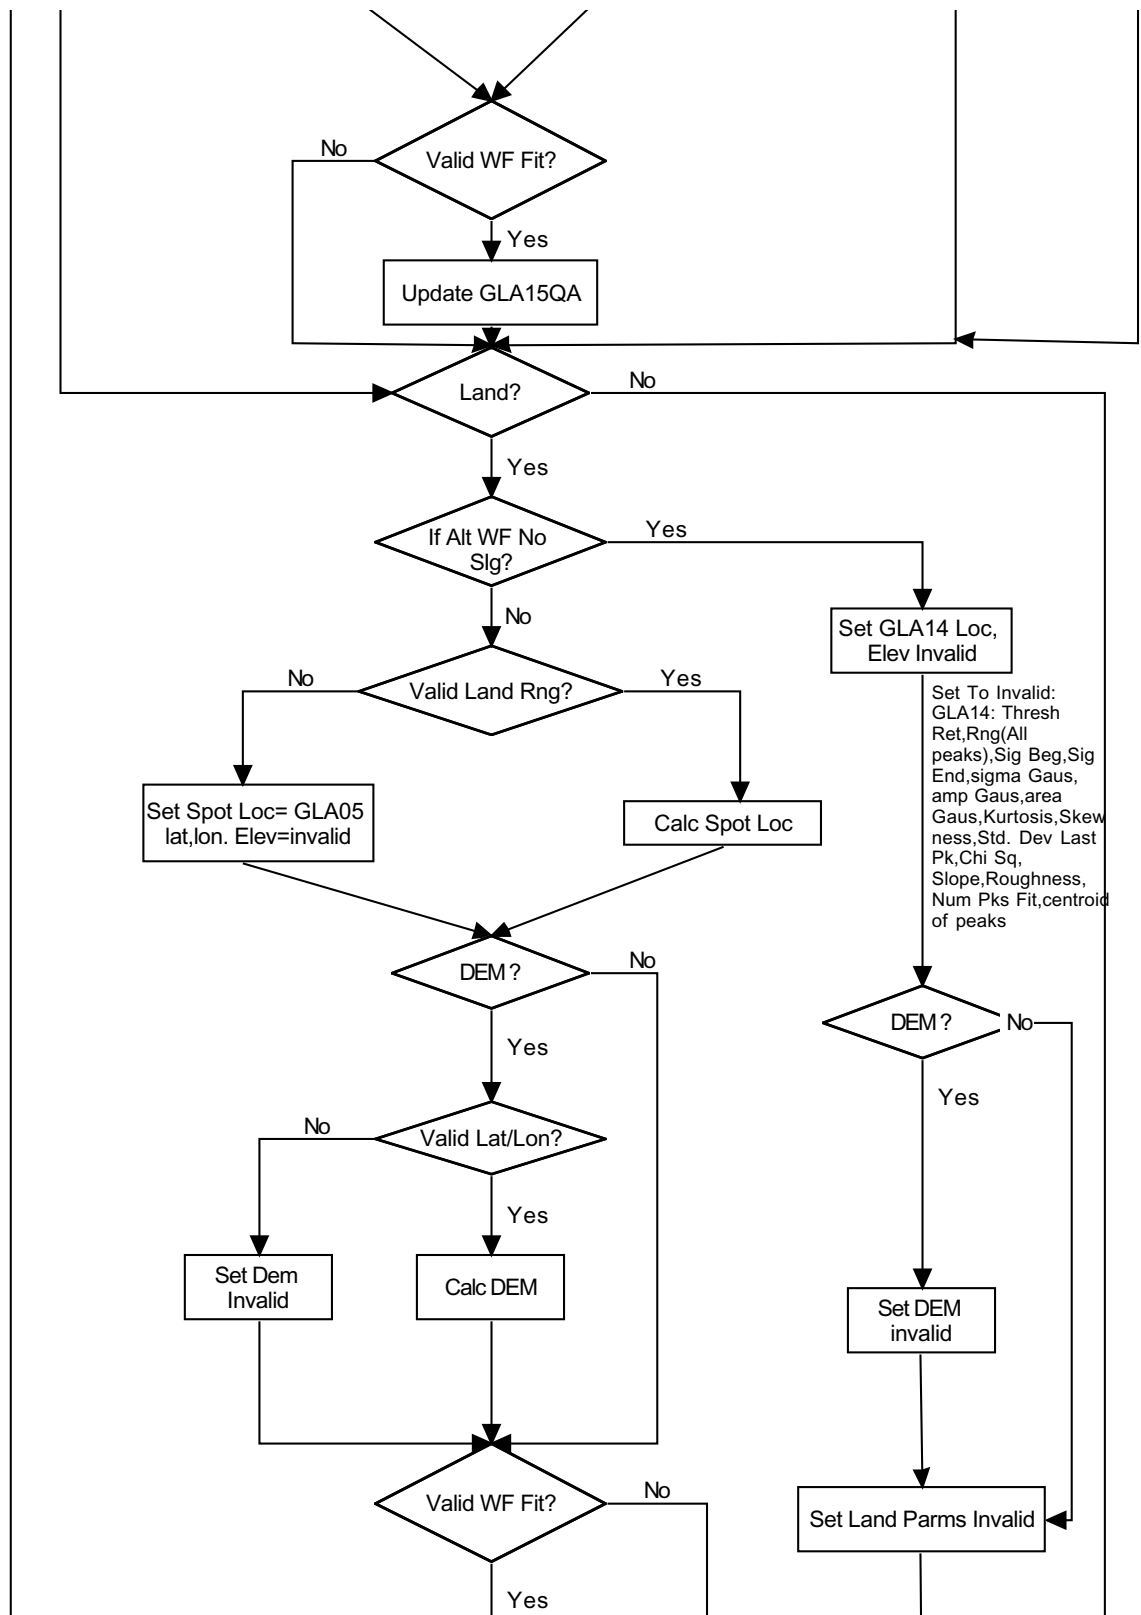 No
Valid WF Fit?
Yes
Update GLA15QA
Land?
No
Yes
If Alt WF No
SIg?
Yes
No
Set GLA14 Loc,
Elev Invalid
No
Valid Land Rng?
Yes
Set To Invalid:
GLA14: Thresh
Ret,Rng(All
peaks),Sig Beg,Sig
End,sigma Gaus,
amp Gaus,area
Gaus,Kurtosis,Skew
ness,Std. Dev Last
Pk,Chi Sq,
Slope,Roughness,
Num Pks Fit,centroid
of peaks
Set Spot Loc= GLA05
lat,lon. Elev=invalid
Calc Spot Loc
DEM?
No
Yes
DEM?
No
Yes
No
Valid Lat/Lon?
Yes
Set Dem
Invalid
Calc DEM
Set DEM
invalid
Valid WF Fit?
No
Set Land Parms Invalid
Yes